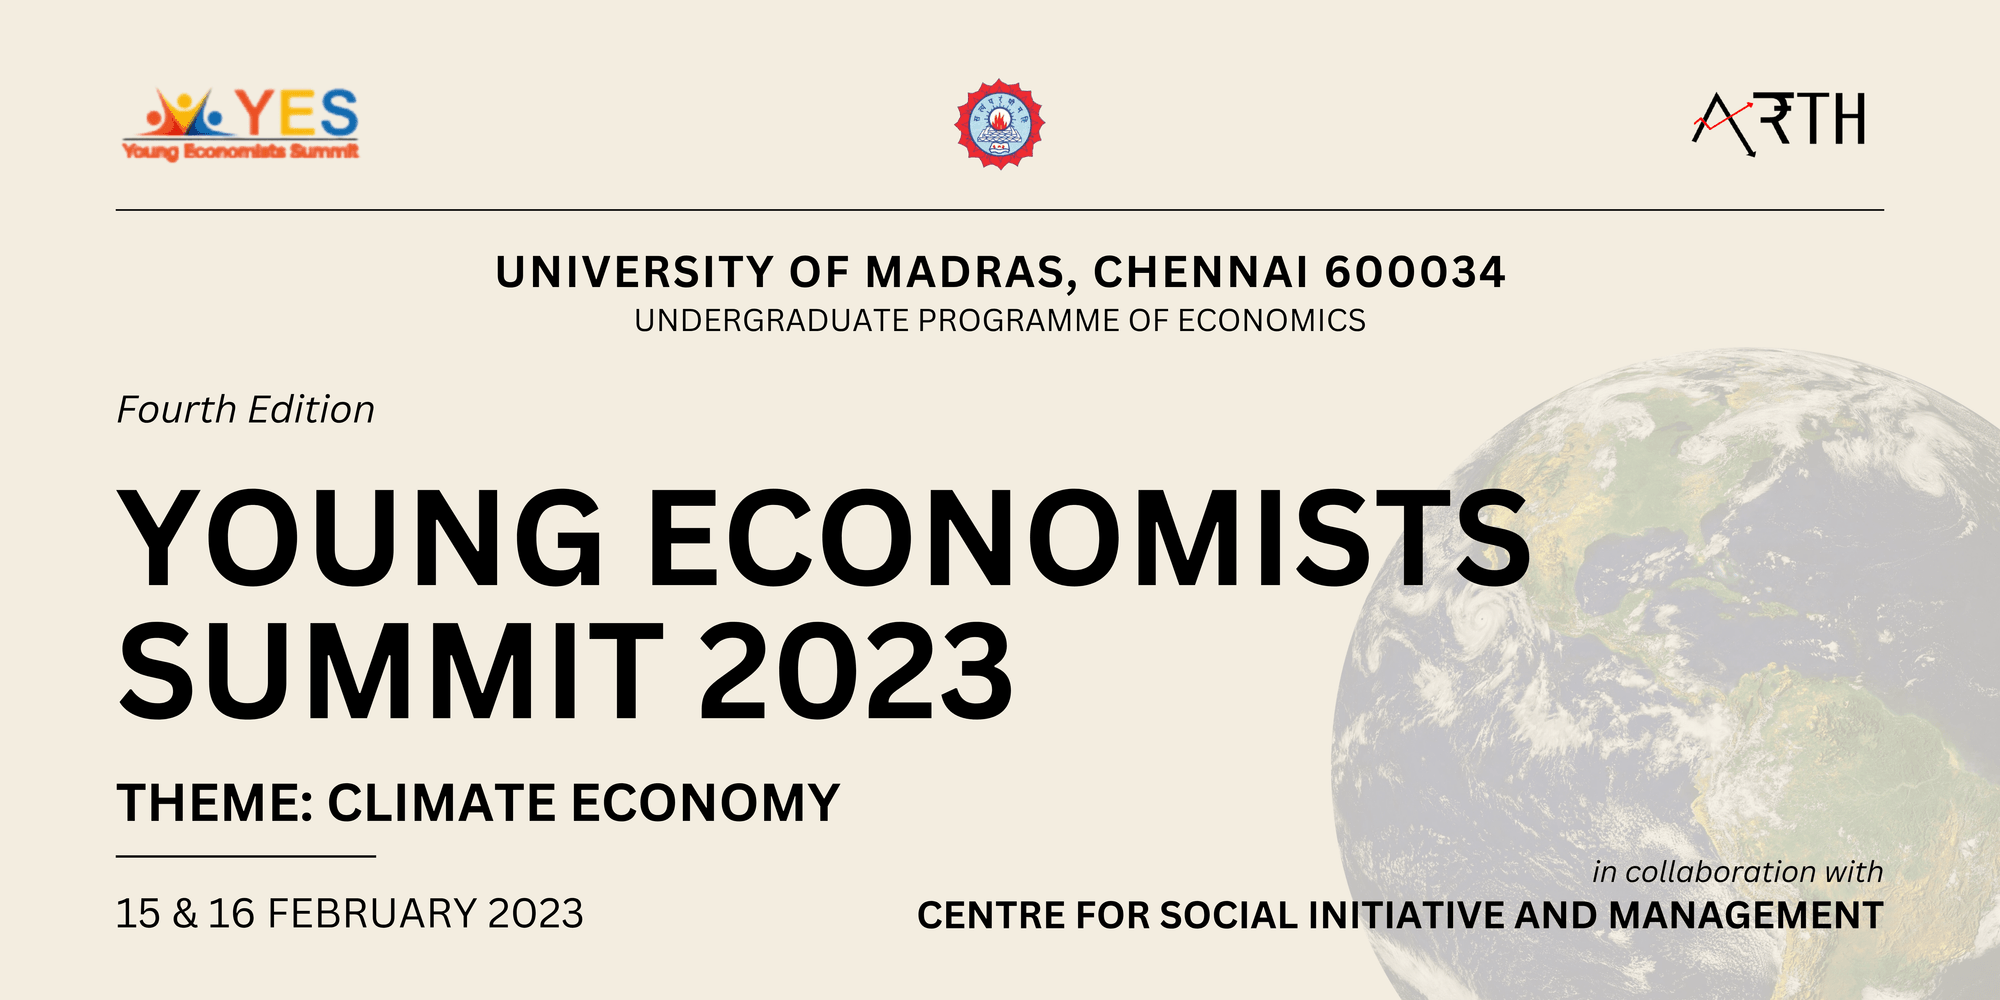 YES
Young Economists Summit
ARTH
UNIVERSITY OF MADRAS, CHENNAI 600034
UNDERGRADUATE PROGRAMME OF ECONOMICS
Fourth Edition
YOUNG ECONOMISTS
SUMMIT 2023
THEME: CLIMATE ECONOMY
15 & 16 FEBRUARY 2023
in collaboration with
CENTRE FOR SOCIAL INITIATIVE AND MANAGEMENT